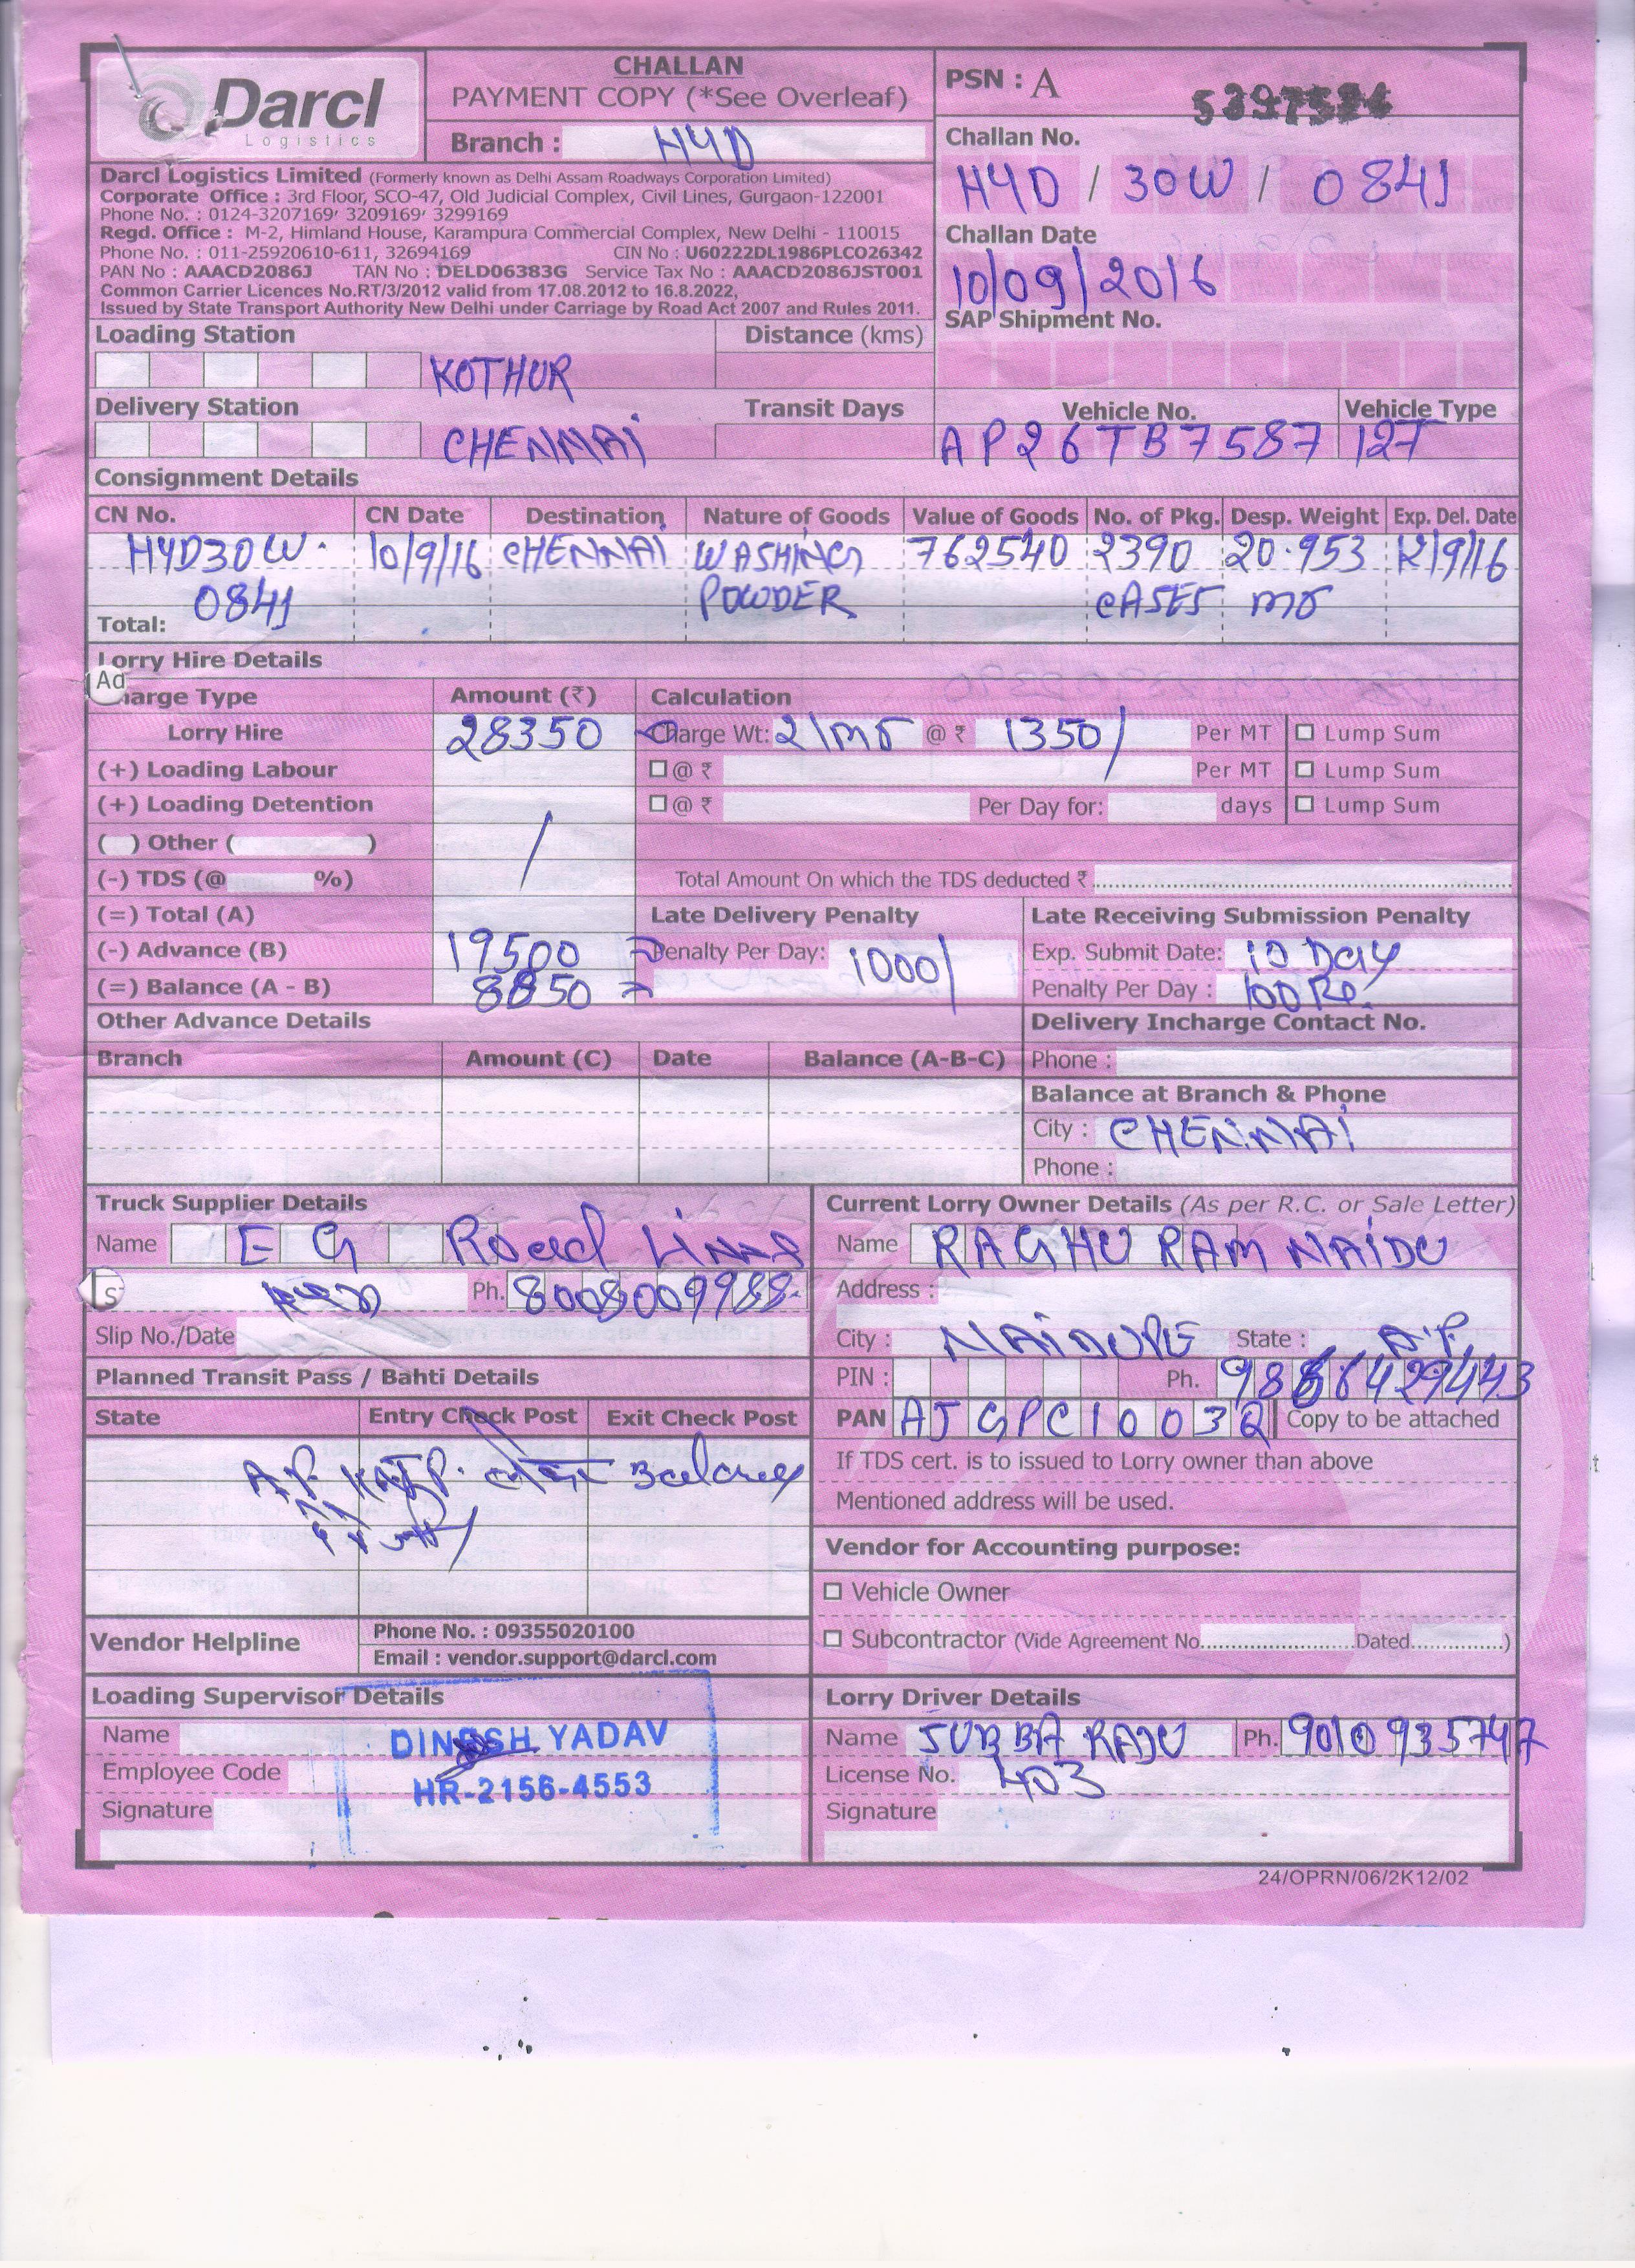 Darcl
Logistics
CHALLAN
PAYMENT COPY (*See Overleaf)
Branch : HYD
PSN : A
Challan No.
HYD / 30W / 0841
Darcl Logistics Limited (Formerly known as Delhi Assam Roadways Corporation Limited)
Corporate Office : 3rd Floor, SCO-47, Old Judicial Complex, Civil Lines, Gurgaon-122001
Phone No. : 0124-3207169, 3209169, 3299169
Regd. Office : M-2, Himland House, Karampura Commercial Complex, New Delhi - 110015
Phone No. : 011-25920610-611, 32694169 CIN No : U60222DL1986PLCO26342
PAN No : AAACD2086J TAN No : DELD06383G Service Tax No : AAACD2086JST001
Common Carrier Licences No.RT/3/2012 valid from 17.08.2012 to 16.8.2022,
Issued by State Transport Authority New Delhi under Carriage by Road Act 2007 and Rules 2011.
Challan Date
10/09/2016
SAP Shipment No.
Loading Station Distance (kms)
KOTHUR
Delivery Station Transit Days Vehicle No. Vehicle Type
CHENNAI AP26TB7587 12T
Consignment Details
CN No. CN Date Destination Nature of Goods Value of Goods No. of Pkg. Desp. Weight Exp. Del. Date
HYD30W. 10/9/16 CHENNAI WASHING 762540 2390 20.953 12/9/16
0841 POWDER CASES MT
Total:
Lorry Hire Details
Ad
harge Type Amount (₹) Calculation
Lorry Hire 28350 Charge Wt: 21MT @ ₹ 1350/ Per MT Lump Sum
(+) Loading Labour @ ₹ Per MT Lump Sum
(+) Loading Detention @ ₹ Per Day for: days Lump Sum
( ) Other ( )
(-) TDS (@ %) Total Amount On which the TDS deducted ₹
(=) Total (A) Late Delivery Penalty Late Receiving Submission Penalty
(-) Advance (B) 19500 Penalty Per Day: 1000/ Exp. Submit Date: 10 Day
(=) Balance (A - B) 8850 Penalty Per Day : 100
Other Advance Details Delivery Incharge Contact No.
Branch Amount (C) Date Balance (A-B-C) Phone :
Balance at Branch & Phone
City : CHENNAI
Phone :
Truck Supplier Details Current Lorry Owner Details (As per R.C. or Sale Letter)
Name E G Road Lines Name RAGHU RAM NAIDU
s Ph. 8008009988 Address :
Slip No./Date City : State : A.P.
Planned Transit Pass / Bahti Details PIN : Ph.
State Entry Check Post Exit Check Post PAN AJGPC1003Q Copy to be attached
A.P. If TDS cert. is to issued to Lorry owner than above
Mentioned address will be used.
Vendor for Accounting purpose:
Vehicle Owner
Vendor Helpline Phone No. : 09355020100
Email : vendor.support@darcl.com
Subcontractor (Vide Agreement No. Dated )
Loading Supervisor Details Lorry Driver Details
Name DINESH YADAV Name SUBBA RAJU Ph. 9010935747
Employee Code HR-2156-4553 License No. 403
Signature Signature
24/OPRN/06/2K12/02